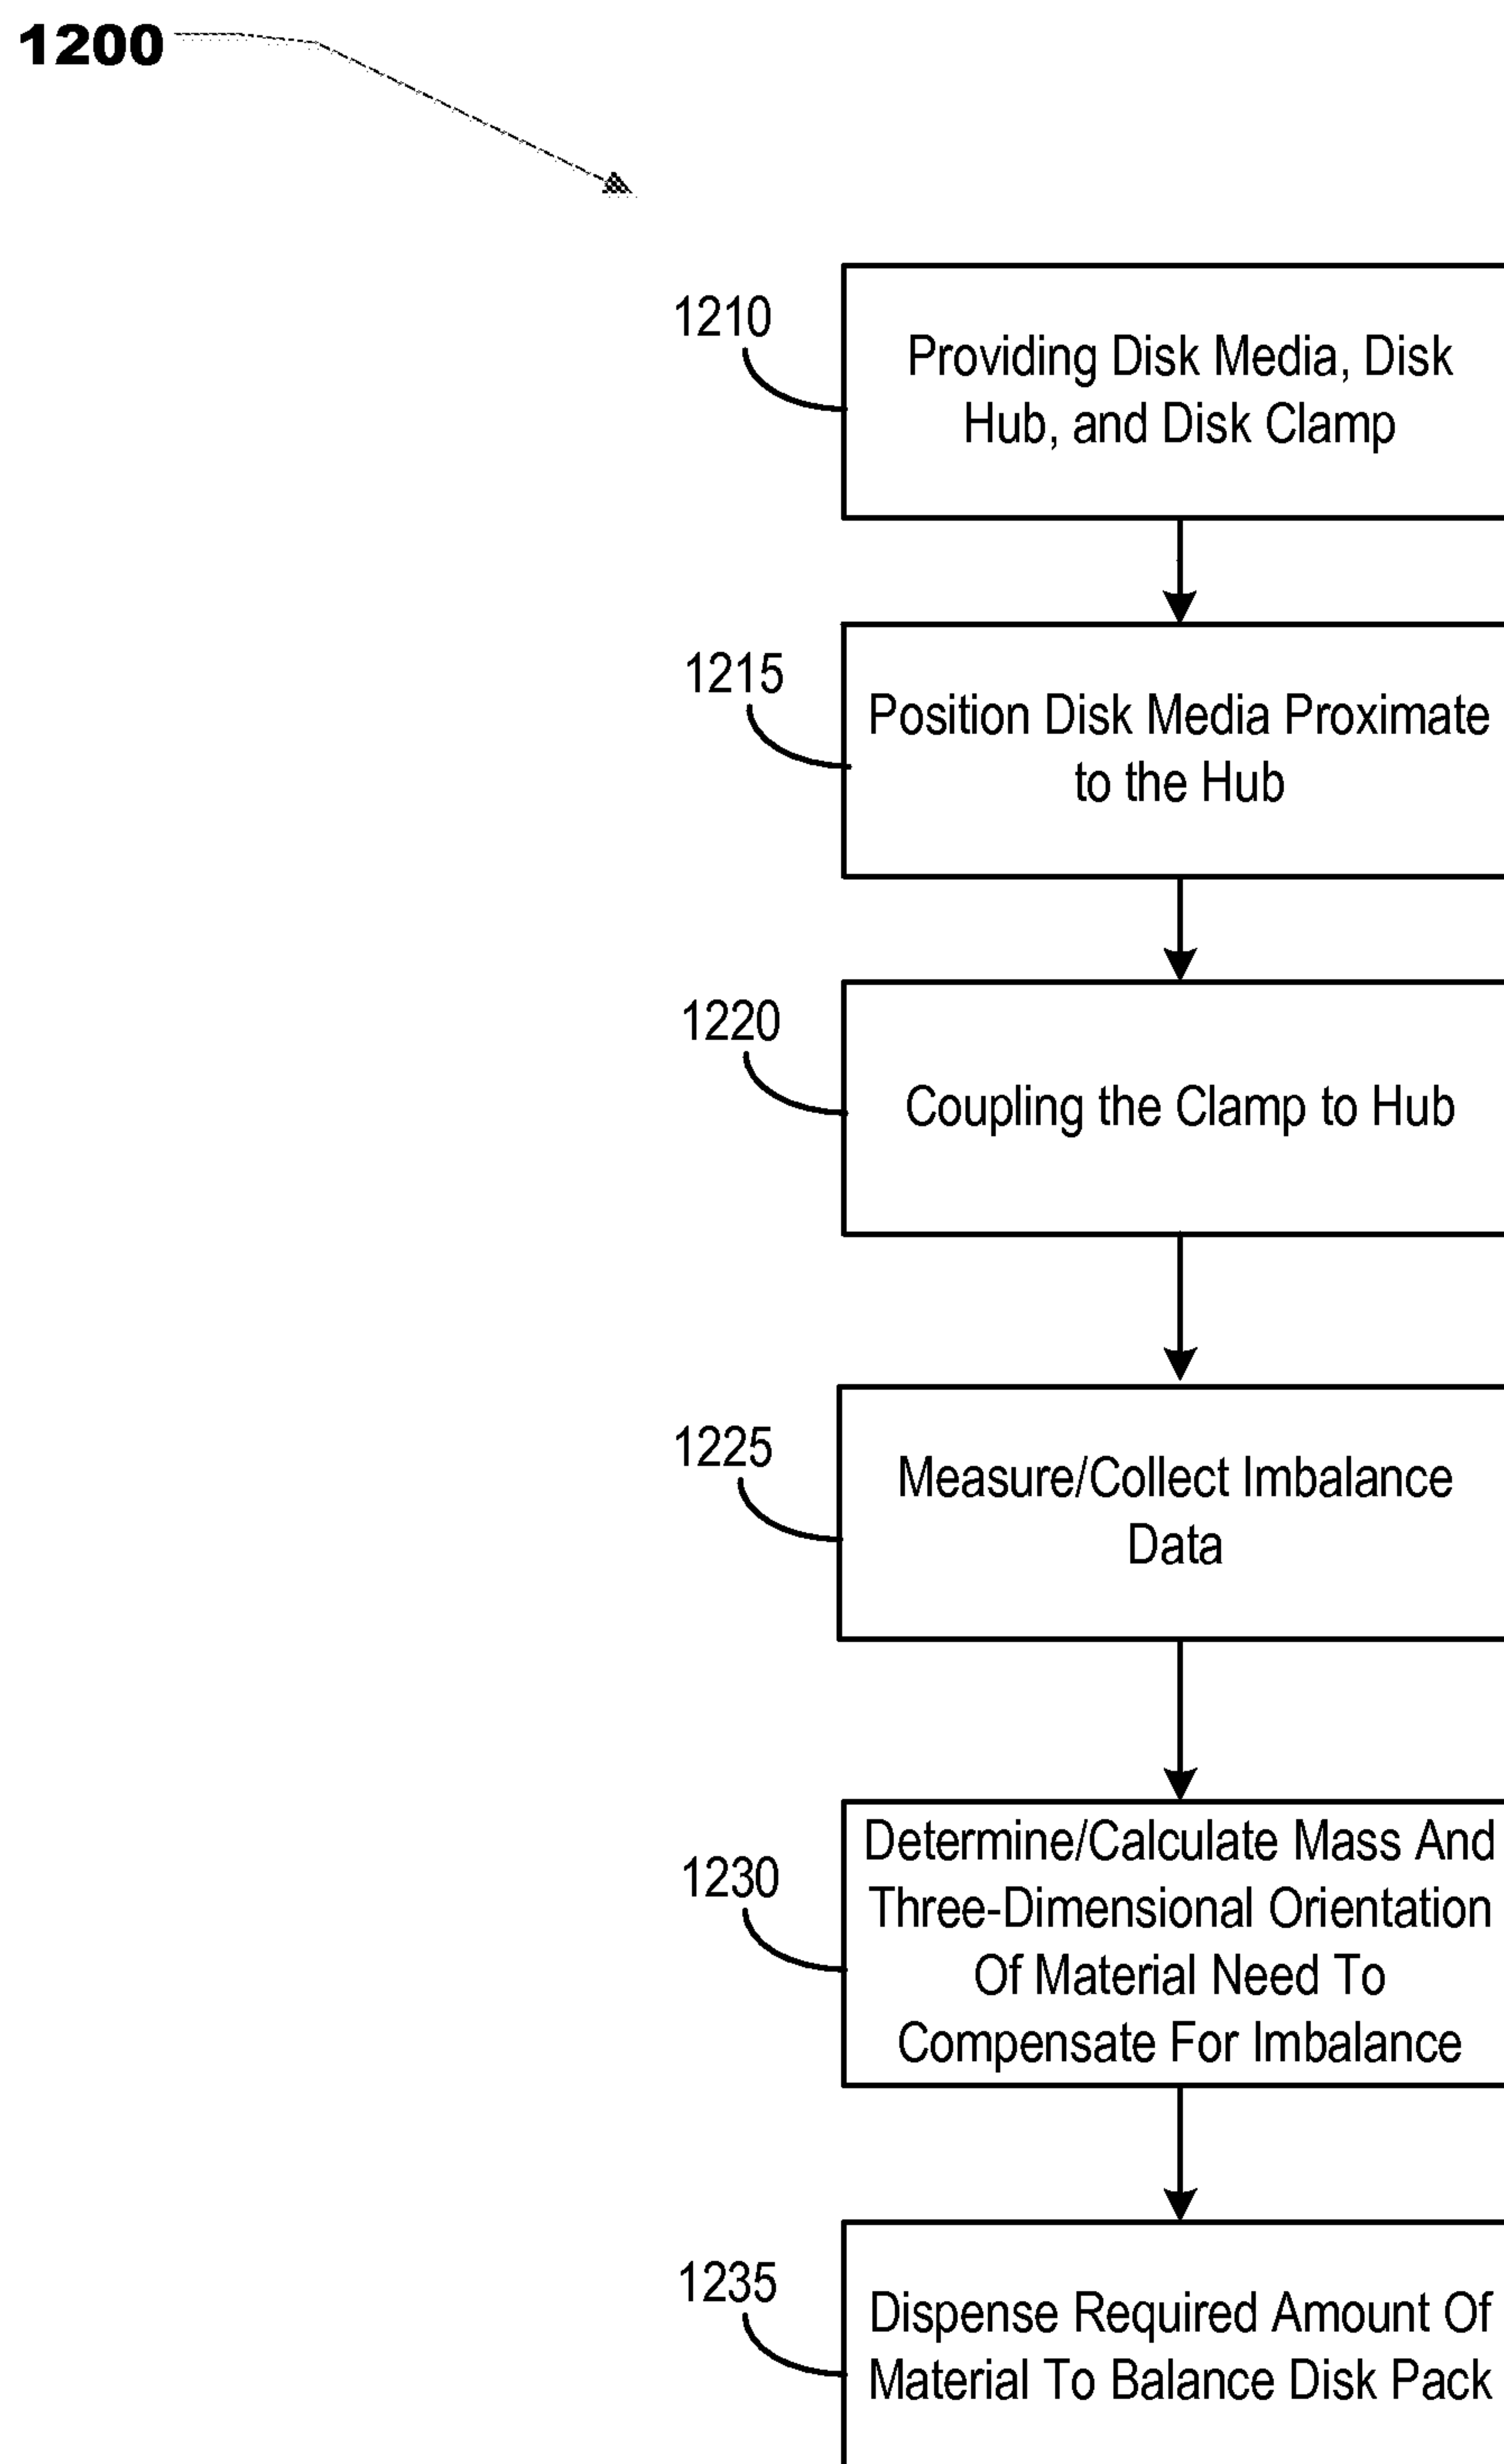 1200
1210
Providing Disk Media, Disk
Hub, and Disk Clamp
1215
Position Disk Media Proximate
to the Hub
1220
Coupling the Clamp to Hub
1225
Measure/Collect Imbalance
Data
1230
Determine/Calculate Mass And
Three-Dimensional Orientation
Of Material Need To
Compensate For Imbalance
1235
Dispense Required Amount Of
Material To Balance Disk Pack